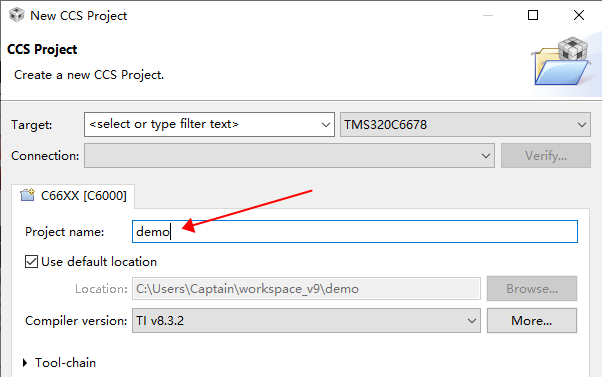 New CCS Project
CCS Project
Create a new CCS Project.
Target: <select or type filter text> TMS320C6678
Connection: Verify...
C66XX [C6000]
Project name: demo
Use default location
Location: C:\Users\Captain\workspace_v9\demo Browse...
Compiler version: TI v8.3.2 More...
Tool-chain